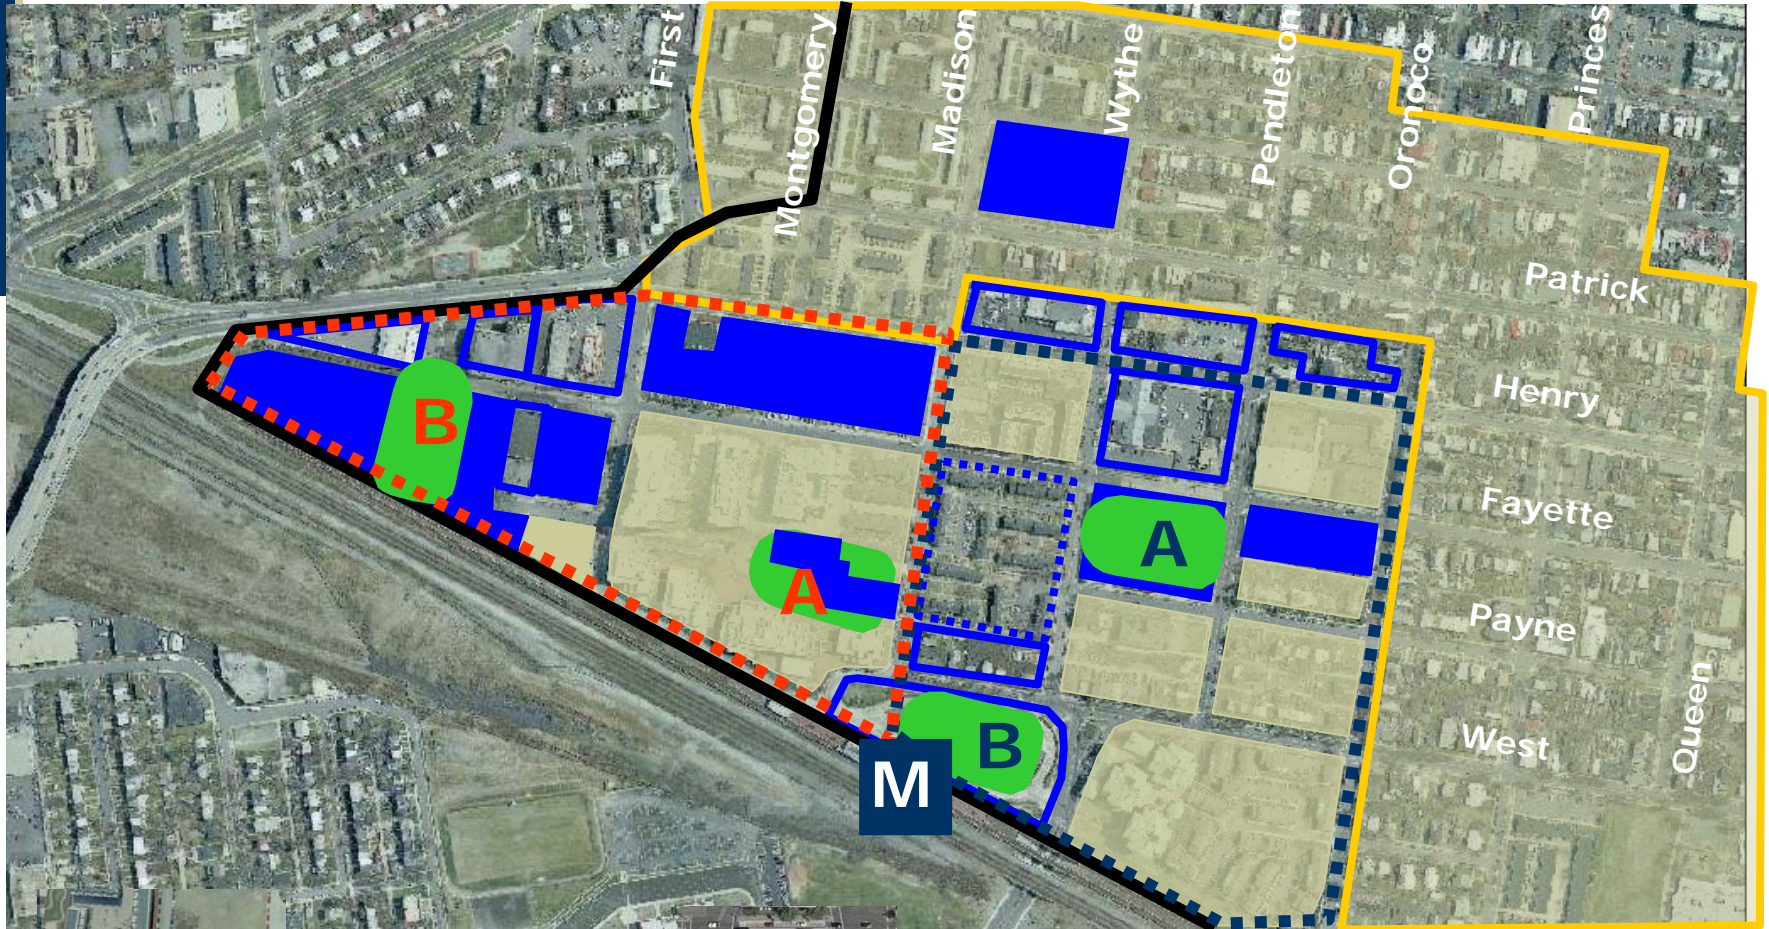 First
Montgomery
Madison
Wythe
Pendleton
Oronoco
Princes
Patrick
Henry
Fayette
Payne
West
Queen
B
A
A
B
M